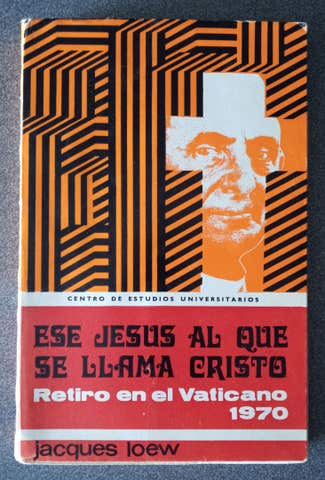 CENTRO DE ESTUDIOS UNIVERSITARIOS
ESE JESUS AL QUE
SE LLAMA CRISTO
Retiro en el Vaticano
1970
jacques loew